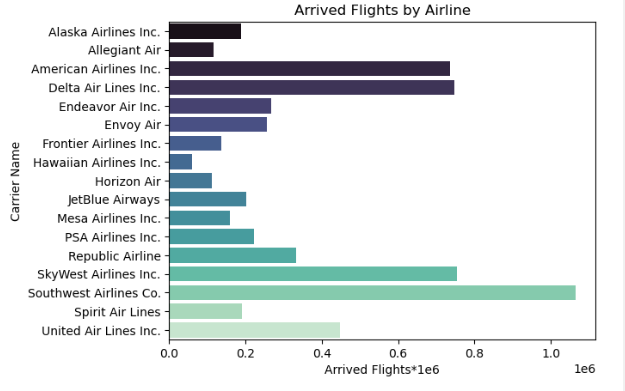 Arrived Flights by Airline
Alaska Airlines Inc.
Allegiant Air
American Airlines Inc.
Delta Air Lines Inc.
Endeavor Air Inc.
Envoy Air
Frontier Airlines Inc.
Hawaiian Airlines Inc.
Horizon Air
JetBlue Airways
Mesa Airlines Inc.
PSA Airlines Inc.
Republic Airline
SkyWest Airlines Inc.
Southwest Airlines Co.
Spirit Air Lines
United Air Lines Inc.
Carrier Name
0.0 0.2 0.4 0.6 0.8 1.0
Arrived Flights*1e6
1e6